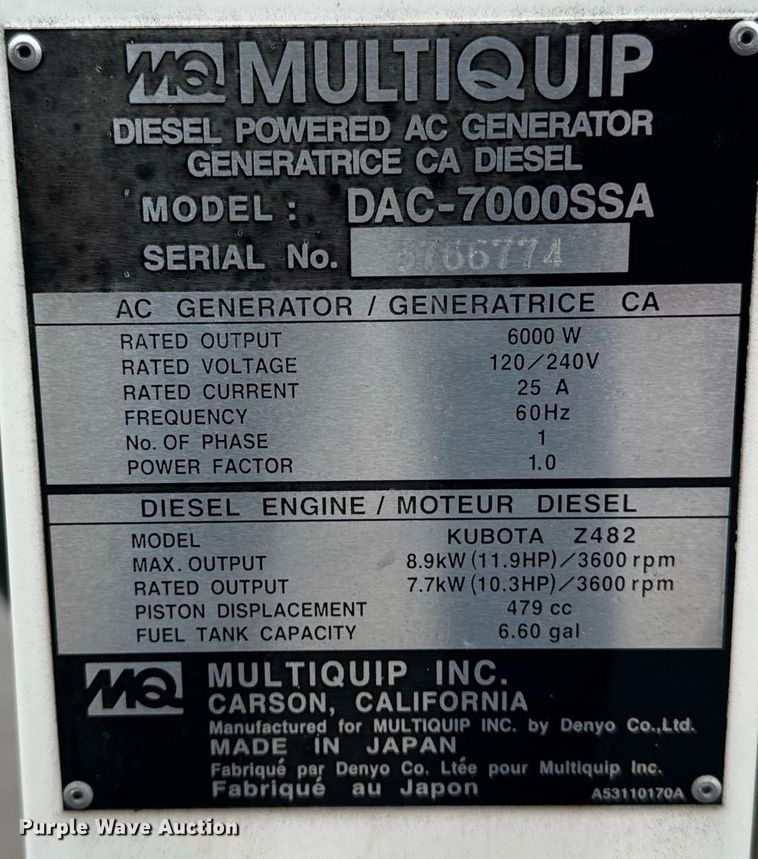 MQ MULTIQUIP
DIESEL POWERED AC GENERATOR
GENERATRICE CA DIESEL
MODEL : DAC-7000SSA
SERIAL No. 5766774
AC GENERATOR / GENERATRICE CA
RATED OUTPUT 6000 W
RATED VOLTAGE 120/240V
RATED CURRENT 25 A
FREQUENCY 60Hz
No. OF PHASE 1
POWER FACTOR 1.0
DIESEL ENGINE / MOTEUR DIESEL
MODEL KUBOTA Z482
MAX. OUTPUT 8.9kW (11.9HP)/3600 rpm
RATED OUTPUT 7.7kW (10.3HP)/3600 rpm
PISTON DISPLACEMENT 479 cc
FUEL TANK CAPACITY 6.60 gal
MQ MULTIQUIP INC.
CARSON, CALIFORNIA
Manufactured for MULTIQUIP INC. by Denyo Co.,Ltd.
MADE IN JAPAN
Fabriqué par Denyo Co. Ltée pour Multiquip Inc.
Fabriqué au Japon A53110170A
Purple Wave Auction